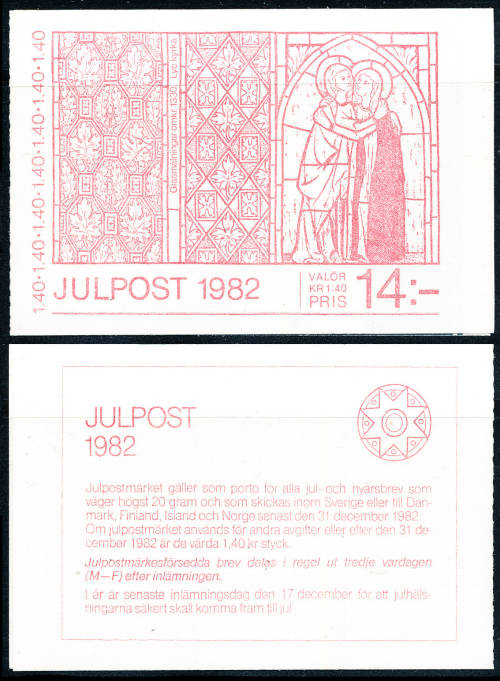 1.40·1.40·1.40·1.40·1.40·1.40·1.40·1.40
Glasmålningar omkr. 1330, Lye kyrka
JULPOST 1982
VALÖR
KR 1:40
PRIS
14:-
JULPOST
1982
Julpostmärket gäller som porto för alla jul- och nyårsbrev som
väger högst 20 gram och som skickas inom Sverige eller till Dan-
mark, Finland, Island och Norge senast den 31 december 1982.
Om julpostmärket används för andra avgifter eller efter den 31 de-
cember 1982 är de värda 1,40 kr styck.
Julpostmärkesförsedda brev delas i regel ut tredje vardagen
(M—F) efter inlämningen.
I år är senaste inlämningsdag den 17 december för att julhäls-
ningarna säkert skall komma fram till jul